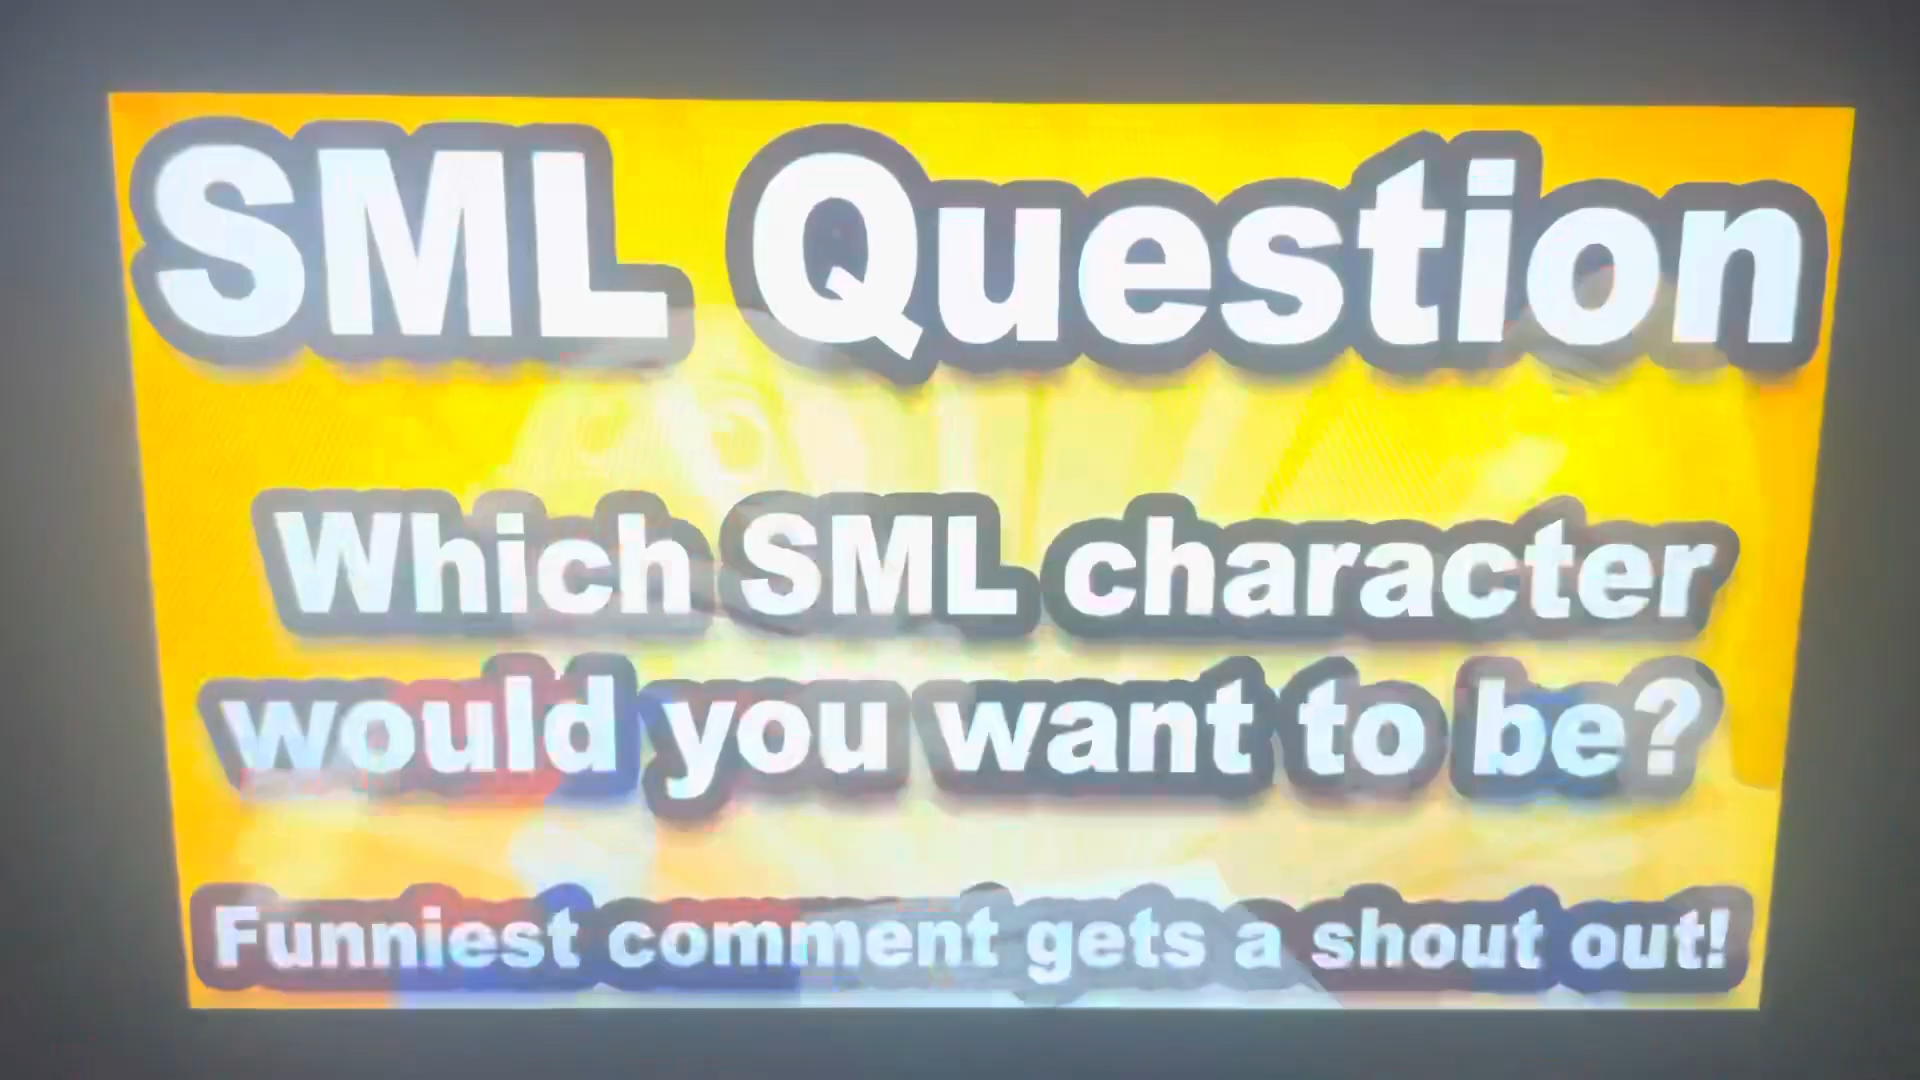 SML Question
Which SML character
would you want to be?
Funniest comment gets a shout out!